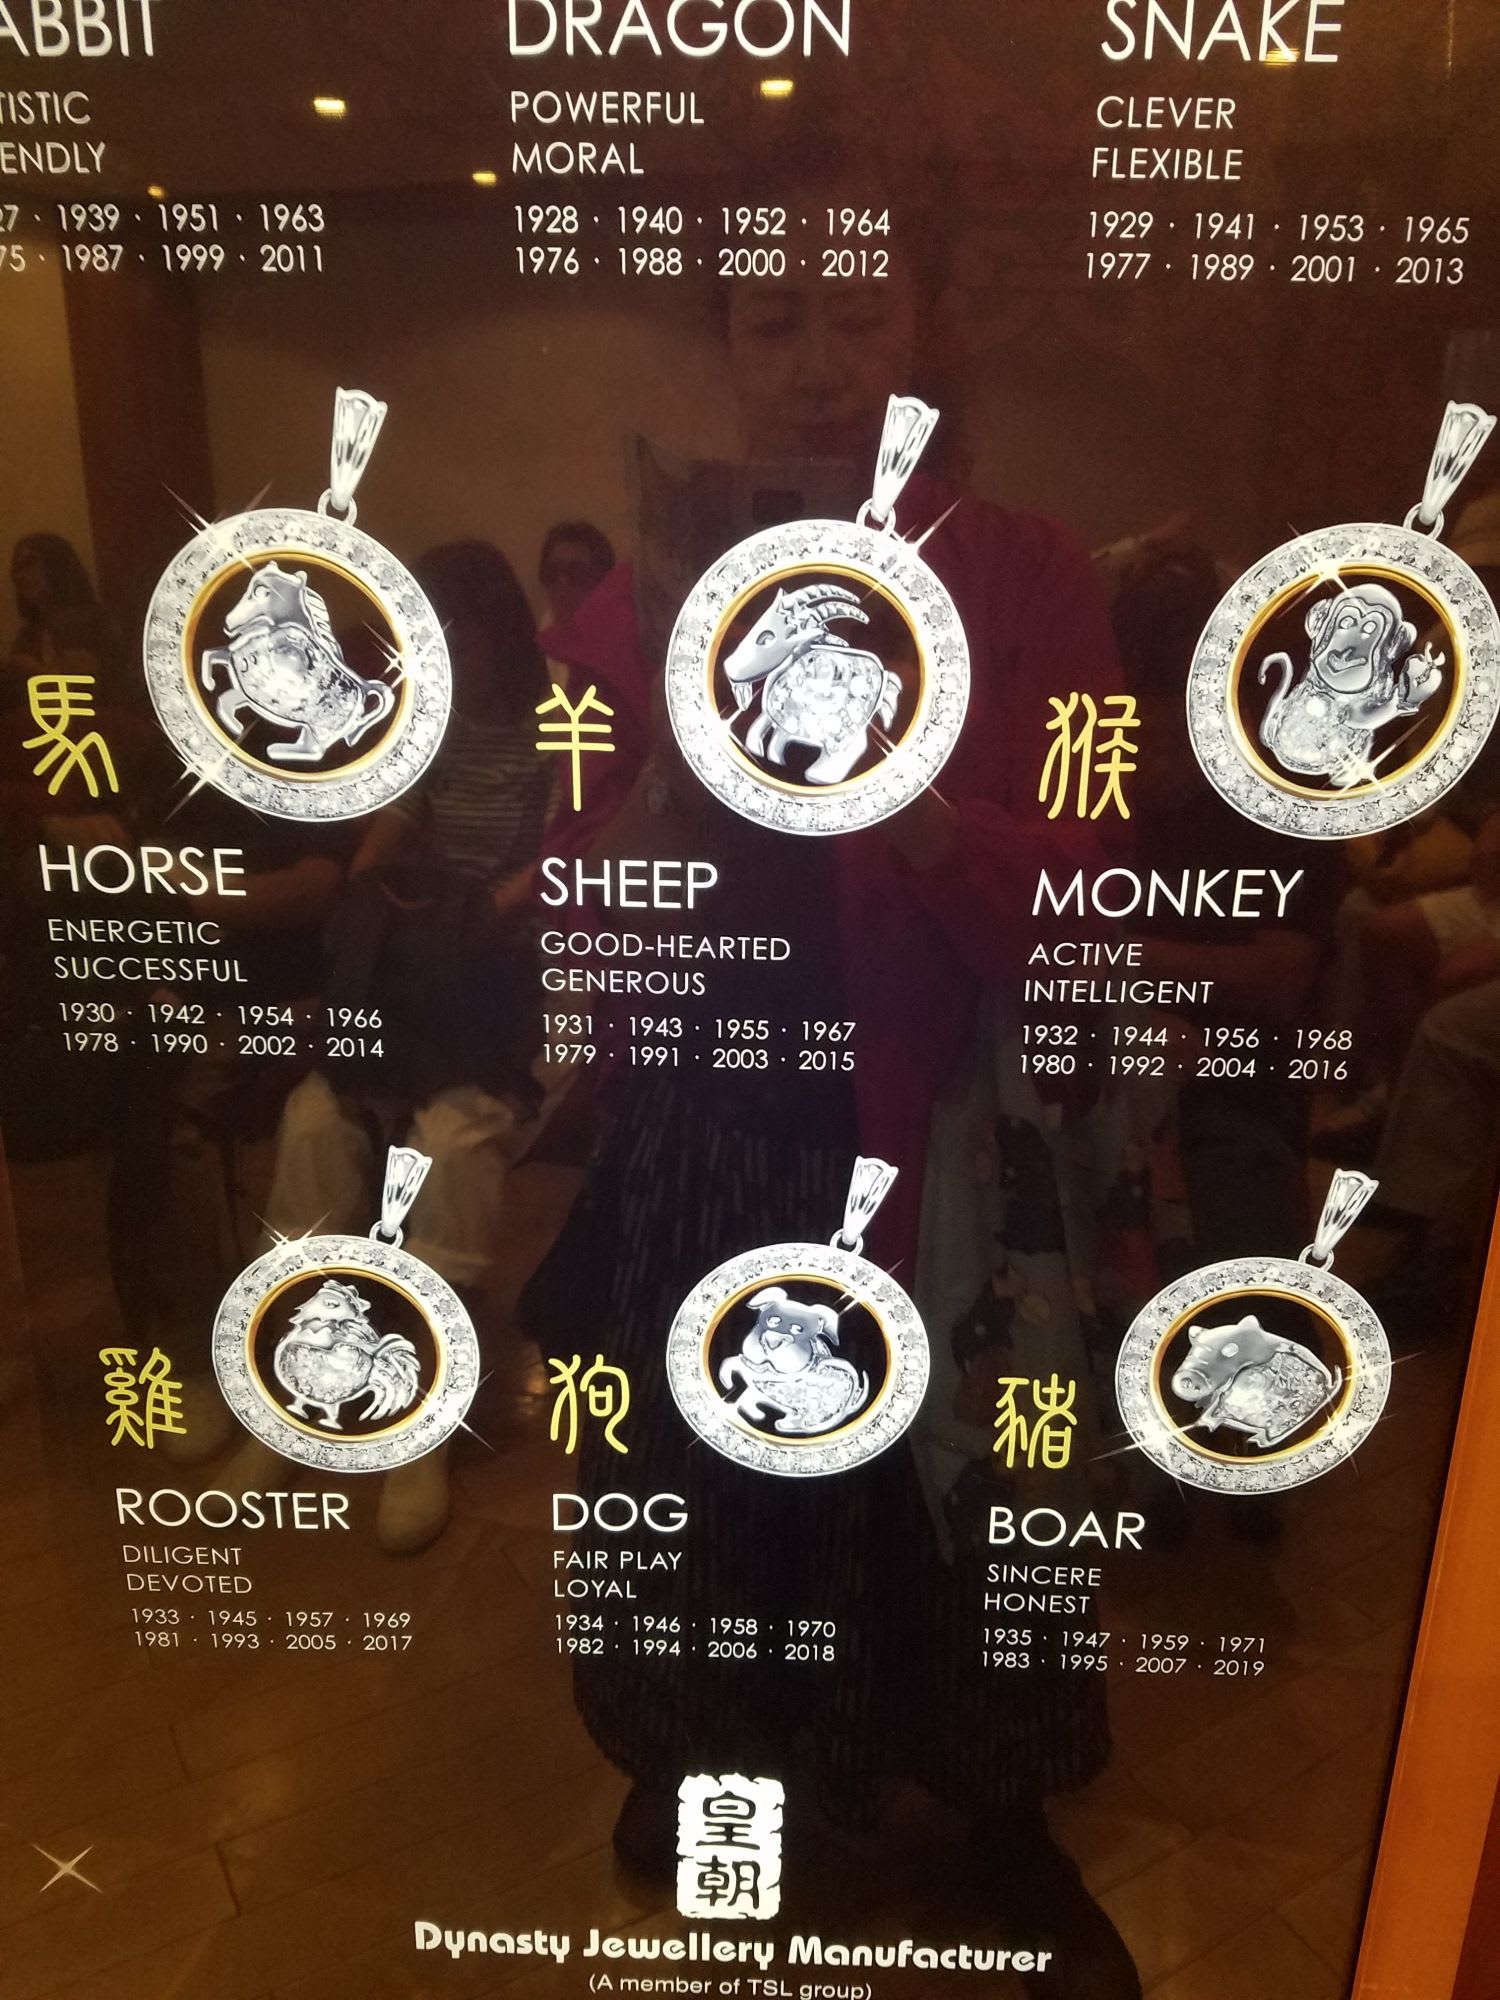 ABBIT
TISTIC
ENDLY
27 · 1939 · 1951 · 1963
75 · 1987 · 1999 · 2011
DRAGON
POWERFUL
MORAL
1928 · 1940 · 1952 · 1964
1976 · 1988 · 2000 · 2012
SNAKE
CLEVER
FLEXIBLE
1929 · 1941 · 1953 · 1965
1977 · 1989 · 2001 · 2013
馬
HORSE
ENERGETIC
SUCCESSFUL
1930 · 1942 · 1954 · 1966
1978 · 1990 · 2002 · 2014
羊
SHEEP
GOOD-HEARTED
GENEROUS
1931 · 1943 · 1955 · 1967
1979 · 1991 · 2003 · 2015
猴
MONKEY
ACTIVE
INTELLIGENT
1932 · 1944 · 1956 · 1968
1980 · 1992 · 2004 · 2016
雞
ROOSTER
DILIGENT
DEVOTED
1933 · 1945 · 1957 · 1969
1981 · 1993 · 2005 · 2017
狗
DOG
FAIR PLAY
LOYAL
1934 · 1946 · 1958 · 1970
1982 · 1994 · 2006 · 2018
豬
BOAR
SINCERE
HONEST
1935 · 1947 · 1959 · 1971
1983 · 1995 · 2007 · 2019
皇
朝
Dynasty Jewellery Manufacturer
(A member of TSL group)